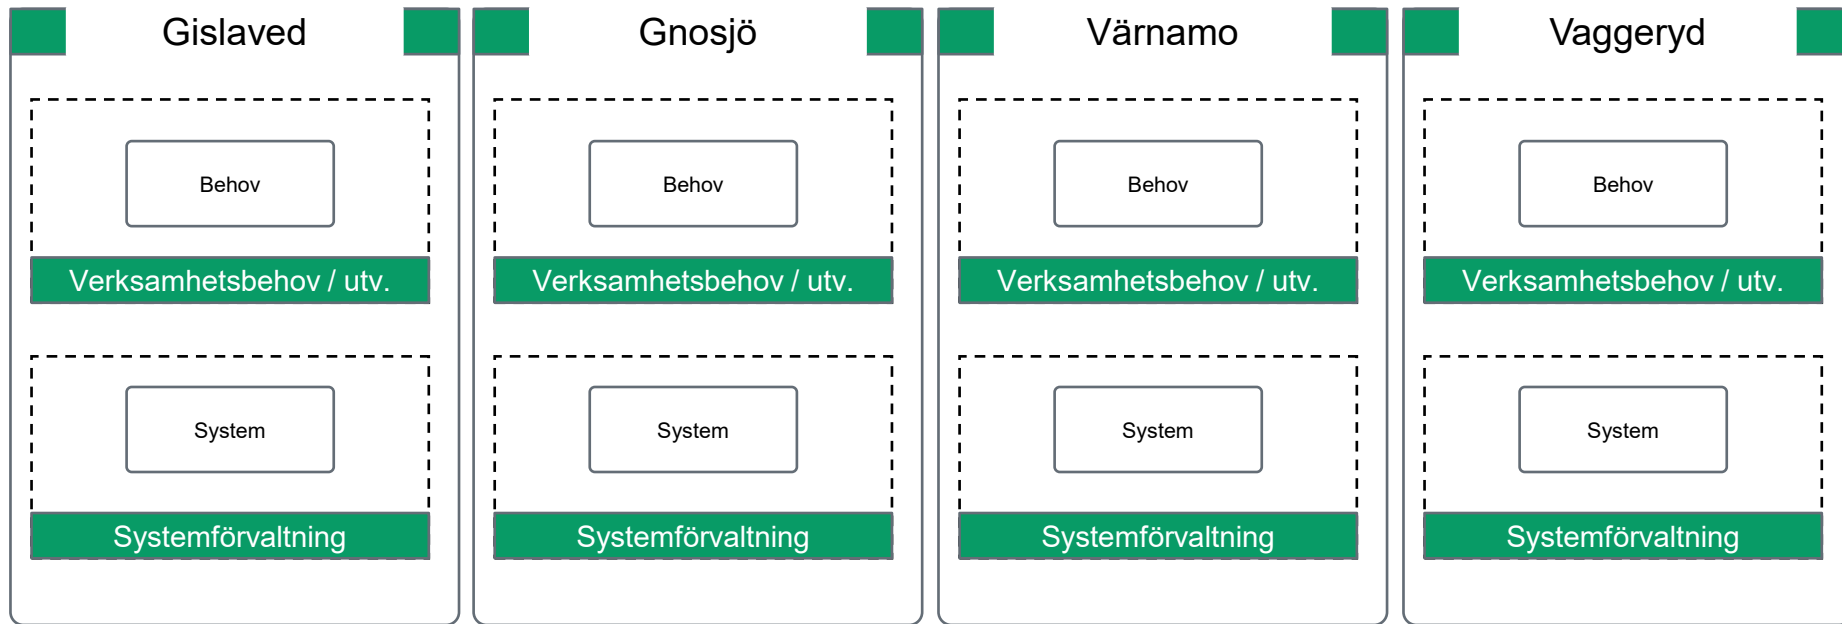 Gislaved
Gnosjö
Värnamo
Vaggeryd
Behov
Behov
Behov
Behov
Verksamhetsbehov / utv.
Verksamhetsbehov / utv.
Verksamhetsbehov / utv.
Verksamhetsbehov / utv.
System
System
System
System
Systemförvaltning
Systemförvaltning
Systemförvaltning
Systemförvaltning